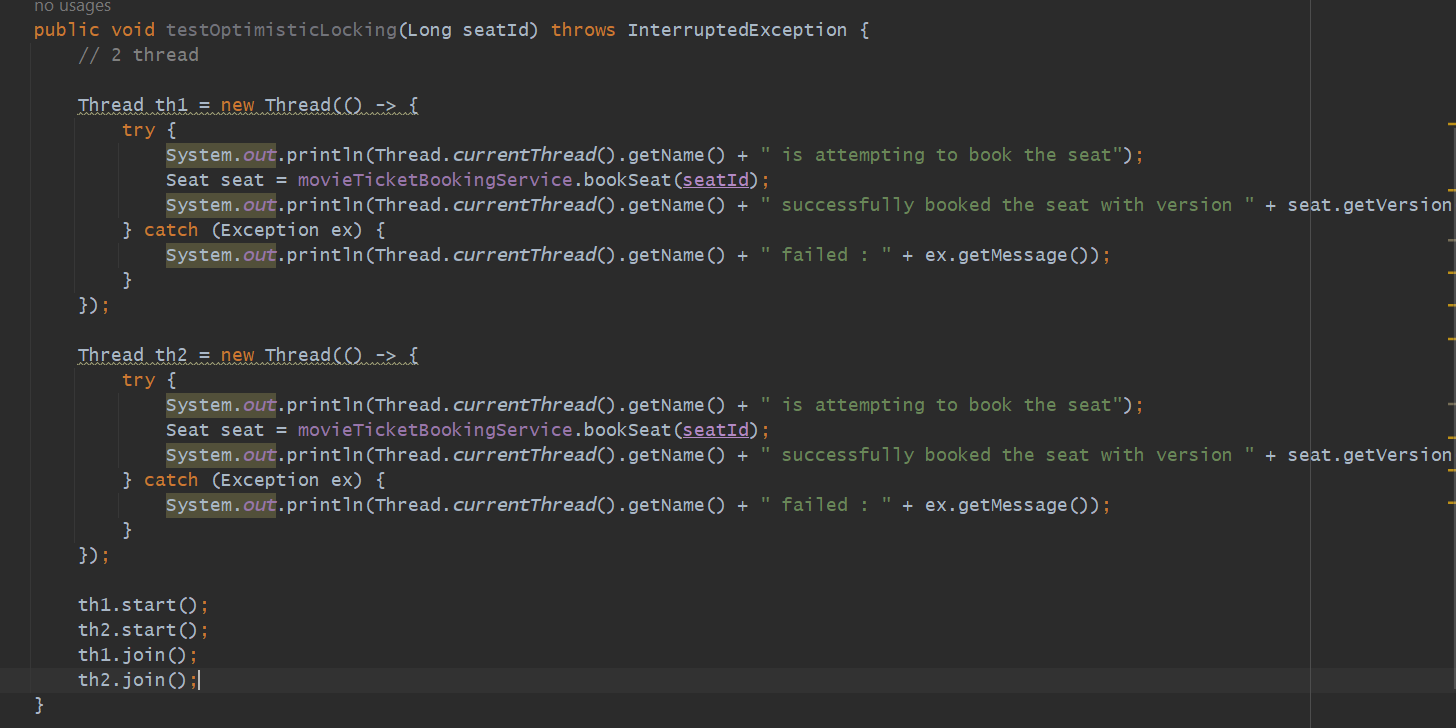 no usages
public void testOptimisticLocking(Long seatId) throws InterruptedException {
// 2 thread
Thread th1 = new Thread(() -> {
try {
System.out.println(Thread.currentThread().getName() + " is attempting to book the seat");
Seat seat = movieTicketBookingService.bookSeat(seatId);
System.out.println(Thread.currentThread().getName() + " successfully booked the seat with version " + seat.getVersion
} catch (Exception ex) {
System.out.println(Thread.currentThread().getName() + " failed : " + ex.getMessage());
}
});
Thread th2 = new Thread(() -> {
try {
System.out.println(Thread.currentThread().getName() + " is attempting to book the seat");
Seat seat = movieTicketBookingService.bookSeat(seatId);
System.out.println(Thread.currentThread().getName() + " successfully booked the seat with version " + seat.getVersion
} catch (Exception ex) {
System.out.println(Thread.currentThread().getName() + " failed : " + ex.getMessage());
}
});
th1.start();
th2.start();
th1.join();
th2.join();
}